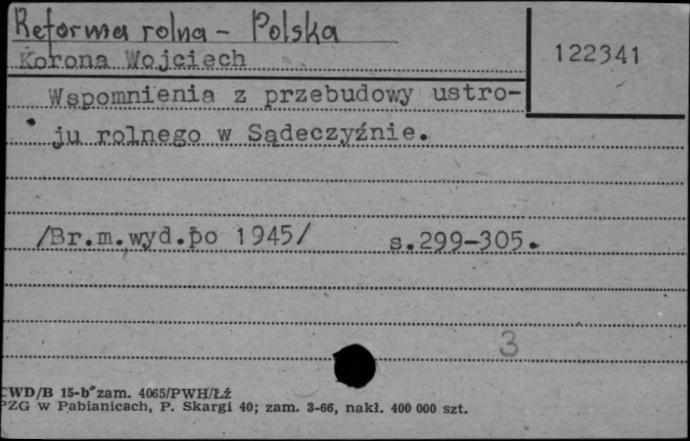 Reforma rolna - Polska
Korona Wojciech
122341
Wspomnienia z przebudowy ustro-
ju rolnego w Sądeczyźnie.
/Br.m.wyd.po 1945/ s.299-305.
3
CWD/B 15-b zam. 4065/PWH/Łź
PZG w Pabianicach, P. Skargi 40; zam. 3-66, nakł. 400 000 szt.